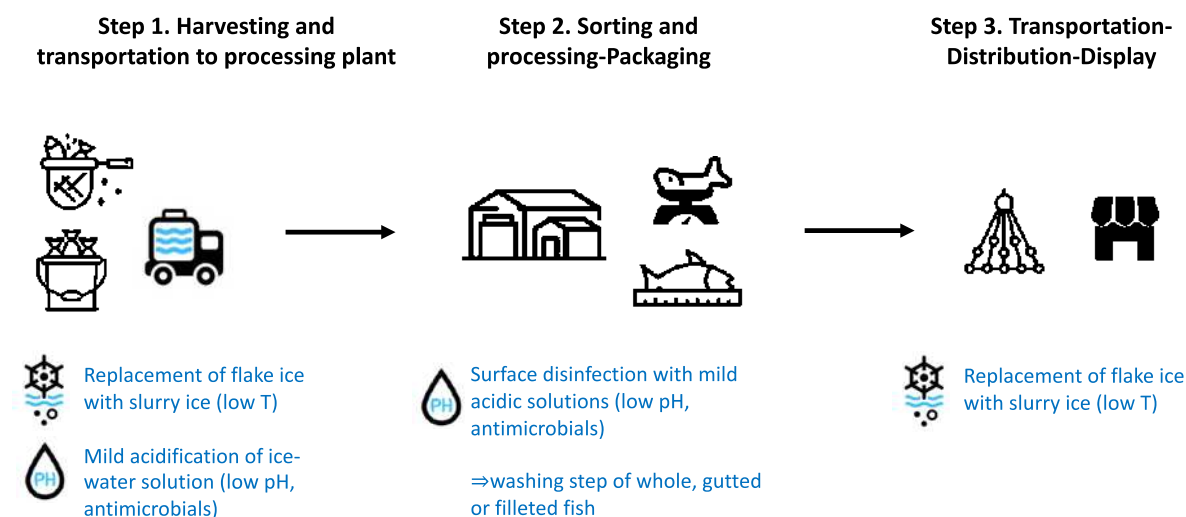 Step 1. Harvesting and
transportation to processing plant
Step 2. Sorting and
processing-Packaging
Step 3. Transportation-
Distribution-Display
Replacement of flake ice
with slurry ice (low T)
PH
Mild acidification of ice-
water solution (low pH,
antimicrobials)
PH
Surface disinfection with mild
acidic solutions (low pH,
antimicrobials)
⇒washing step of whole, gutted
or filleted fish
Replacement of flake ice
with slurry ice (low T)